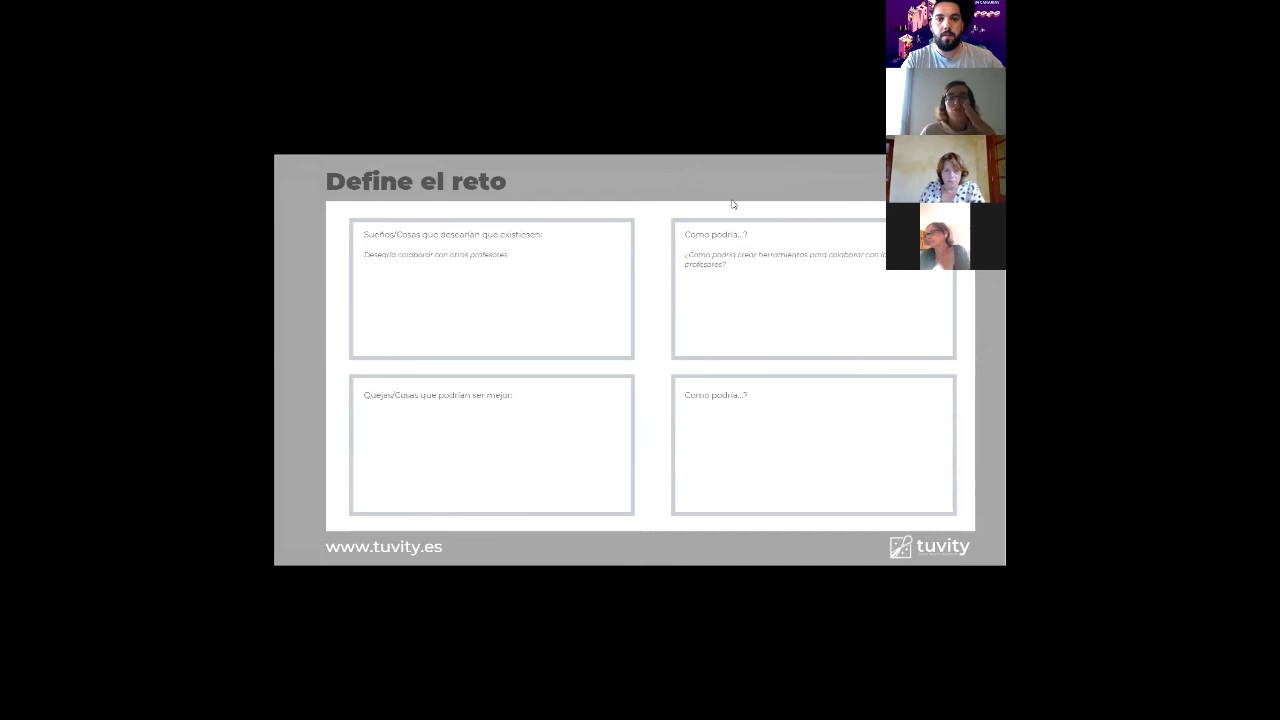 Define el reto
Sueños/Cosas que desearían que existiesen:
Desearía colaborar con otros profesores
Como podría...?
¿Como podría crear herramientas para colaborar con
profesores?
Quejas/Cosas que podrían ser mejor:
Como podría...?
www.tuvity.es
tuvity